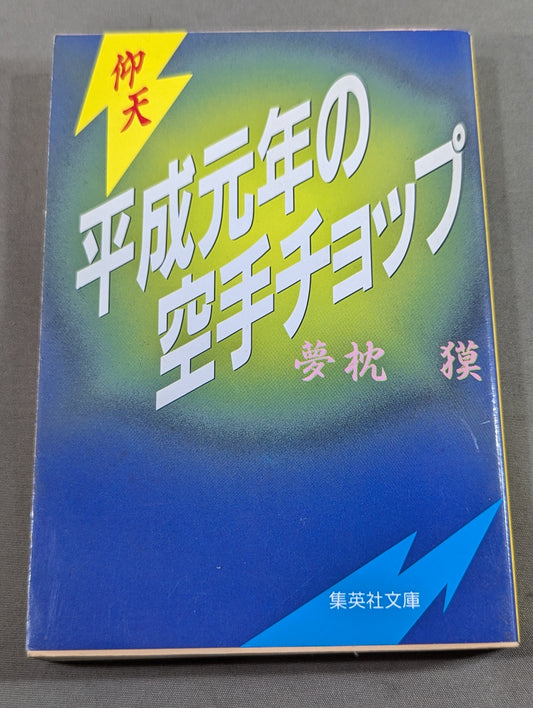 仰天
平成元年の
空手チョップ
夢枕 獏
集英社文庫